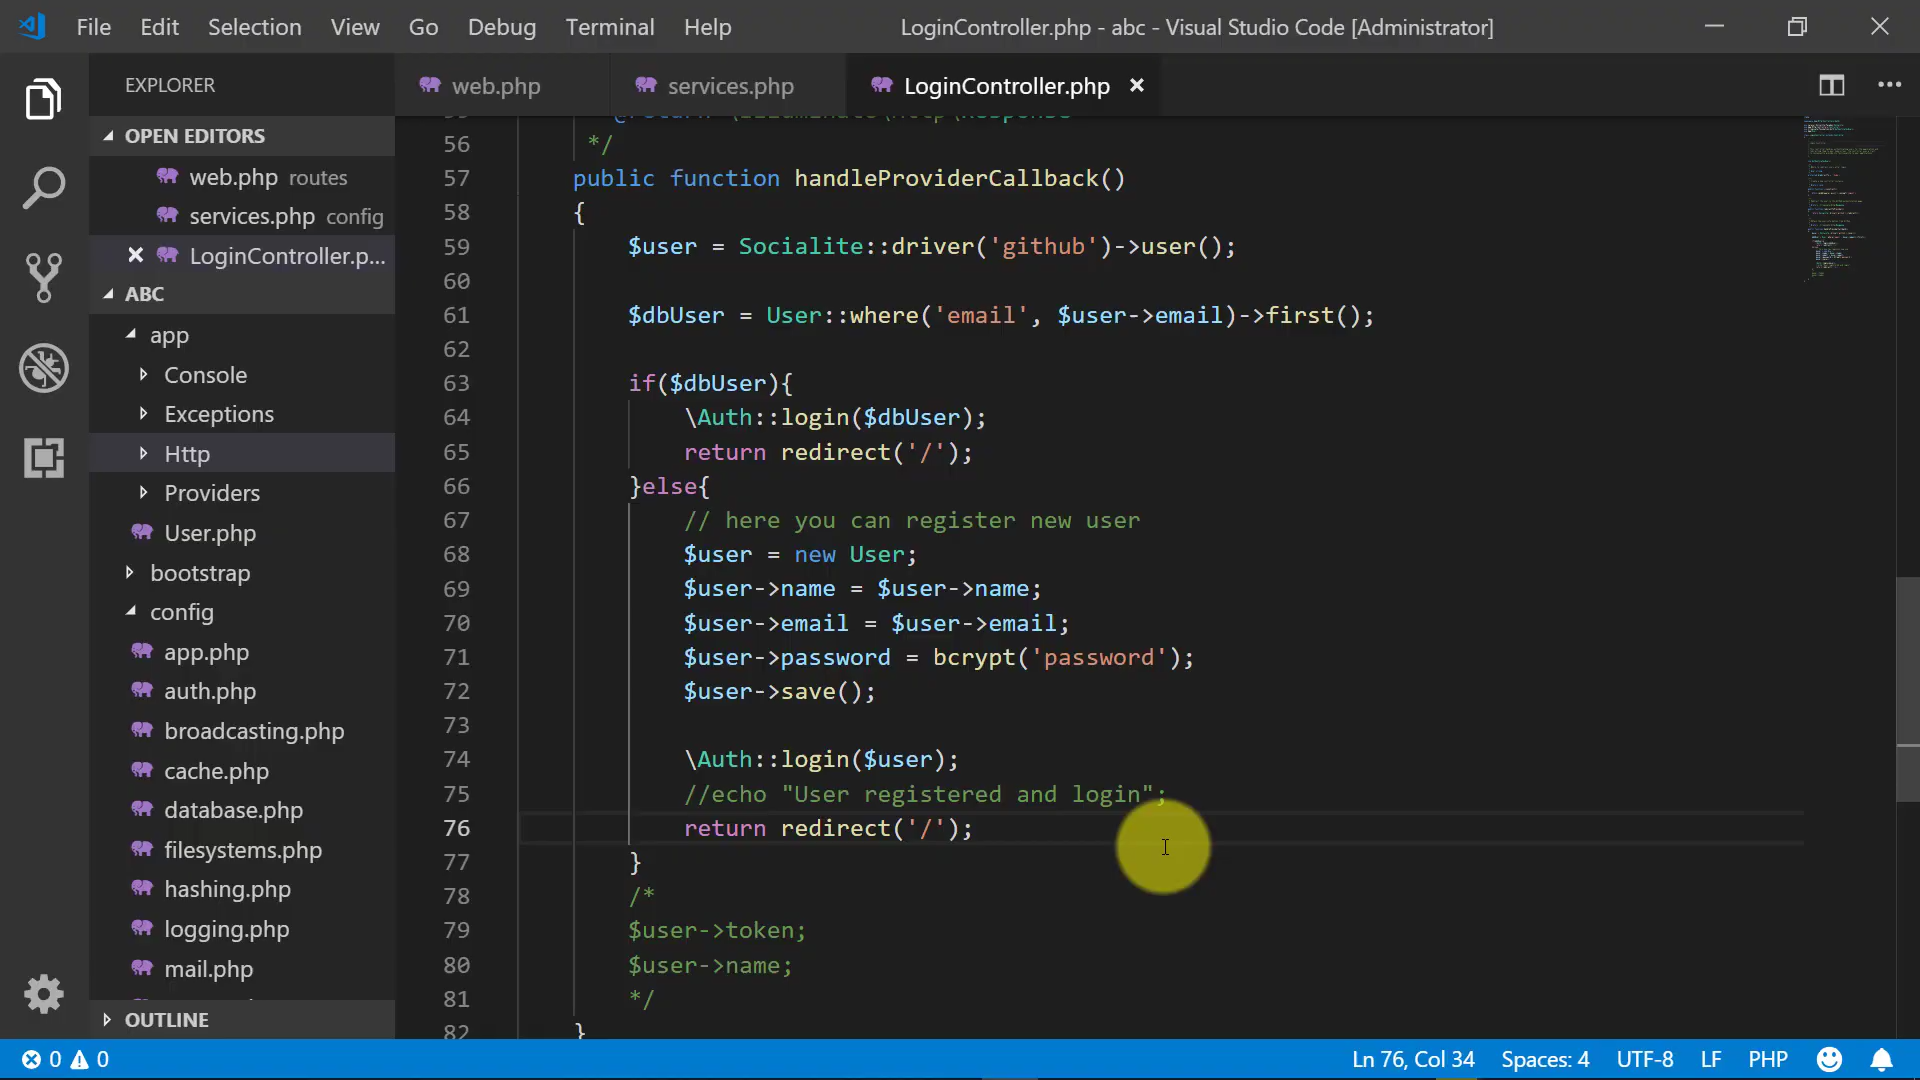 File Edit Selection View Go Debug Terminal Help
LoginController.php - abc - Visual Studio Code [Administrator]
EXPLORER
web.php
services.php
LoginController.php
OPEN EDITORS
web.php routes
services.php config
LoginController.p...
ABC
app
Console
Exceptions
Http
Providers
User.php
bootstrap
config
app.php
auth.php
broadcasting.php
cache.php
database.php
filesystems.php
hashing.php
logging.php
mail.php
OUTLINE
55 @return \Illuminate\Http\Response
56 */
57 public function handleProviderCallback()
58 {
59 $user = Socialite::driver('github')->user();
60
61 $dbUser = User::where('email', $user->email)->first();
62
63 if($dbUser){
64 \Auth::login($dbUser);
65 return redirect('/');
66 }else{
67 // here you can register new user
68 $user = new User;
69 $user->name = $user->name;
70 $user->email = $user->email;
71 $user->password = bcrypt('password');
72 $user->save();
73
74 \Auth::login($user);
75 //echo "User registered and login";
76 return redirect('/');
77 }
78 /*
79 $user->token;
80 $user->name;
81 */
82 }
0 0
Ln 76, Col 34 Spaces: 4 UTF-8 LF PHP